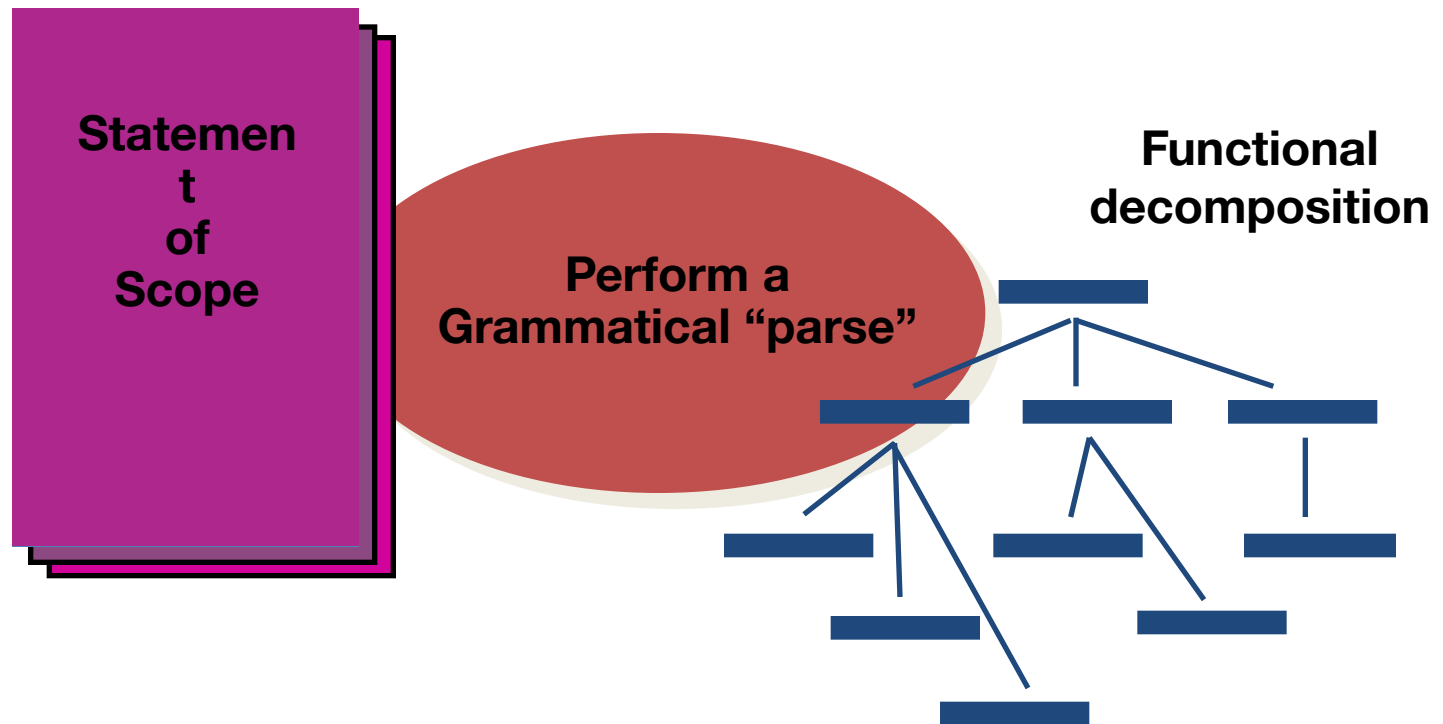 Statemen
t
of
Scope
Perform a
Grammatical “parse”
Functional
decomposition